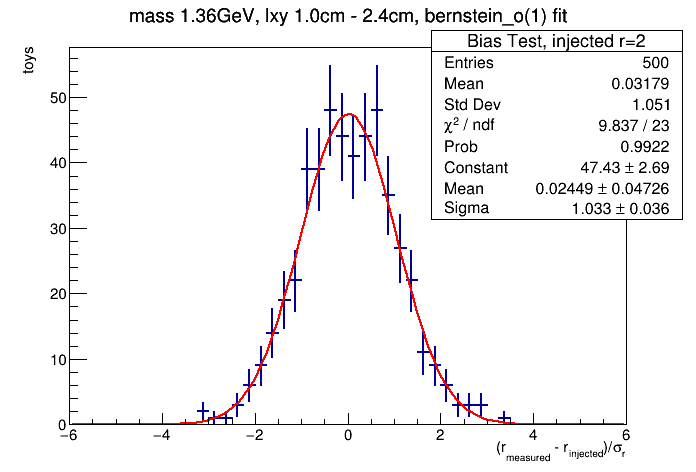 mass 1.36GeV, lxy 1.0cm - 2.4cm, bernstein_o(1) fit
toys
Bias Test, injected r=2
Entries 500
Mean 0.03179
Std Dev 1.051
χ² / ndf 9.837 / 23
Prob 0.9922
Constant 47.43 ± 2.69
Mean 0.02449 ± 0.04726
Sigma 1.033 ± 0.036
50
40
30
20
10
0
−6 −4 −2 0 2 4 6
(r_measured - r_injected)/σ_r